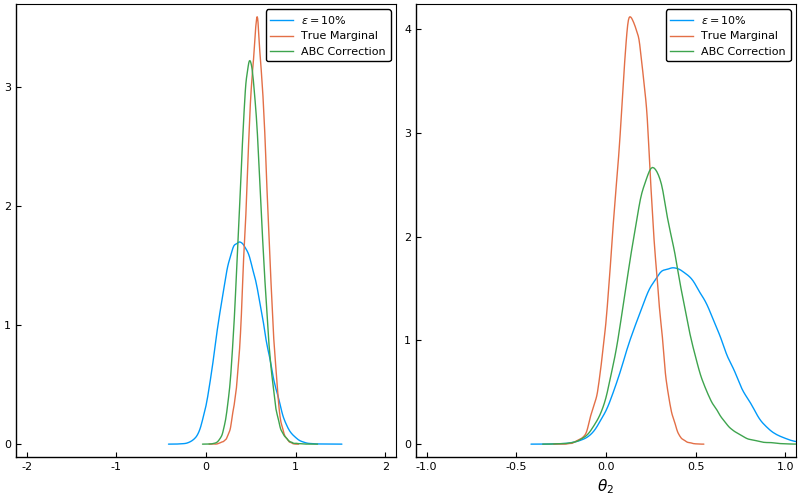 ε = 10%
True Marginal
ABC Correction
3
2
1
0
-2 -1 0 1 2
ε = 10%
True Marginal
ABC Correction
4
3
2
1
0
-1.0 -0.5 0.0 0.5 1.0
θ₂